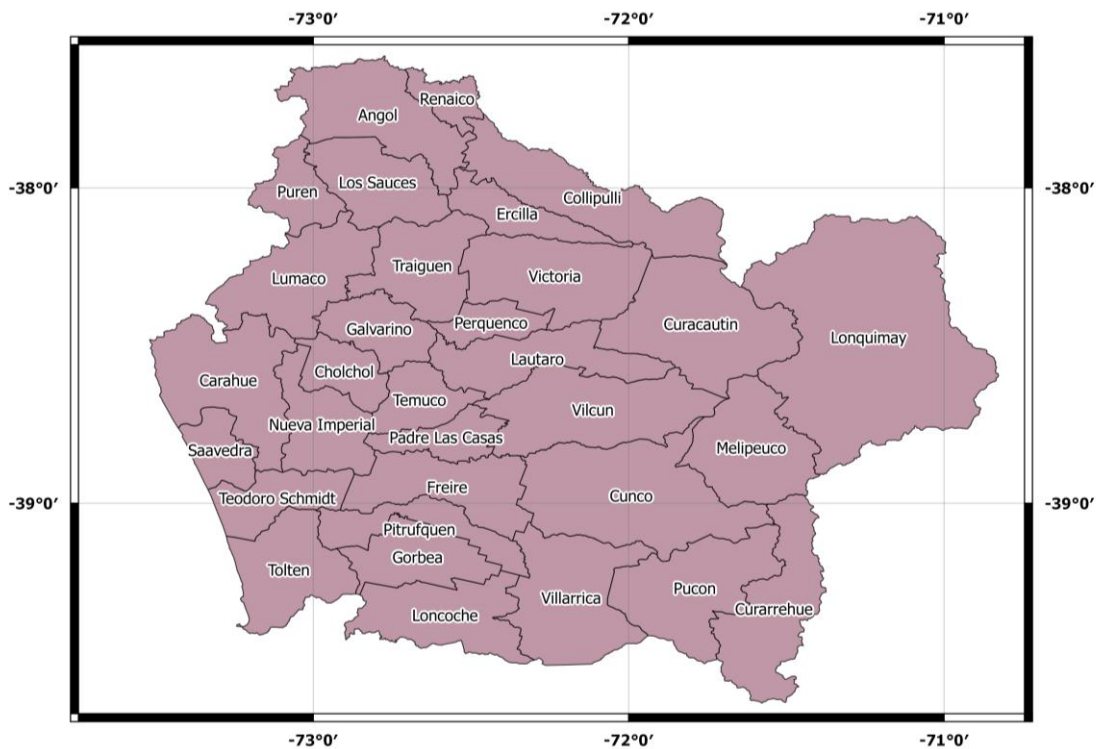 -73°0′ -72°0′ -71°0′
Renaico
Angol
Los Sauces
-38°0′ Puren Collipulli -38°0′
Ercilla
Traiguen
Lumaco Victoria
Perquenco Curacautin
Galvarino Lonquimay
Lautaro
Cholchol
Carahue
Temuco Vilcun
Nueva Imperial
Padre Las Casas
Saavedra Melipeuco
Freire
Teodoro Schmidt Cunco
-39°0′ -39°0′
Pitrufquen
Gorbea
Tolten
Pucon
Villarrica
Curarrehue
Loncoche
-73°0′ -72°0′ -71°0′